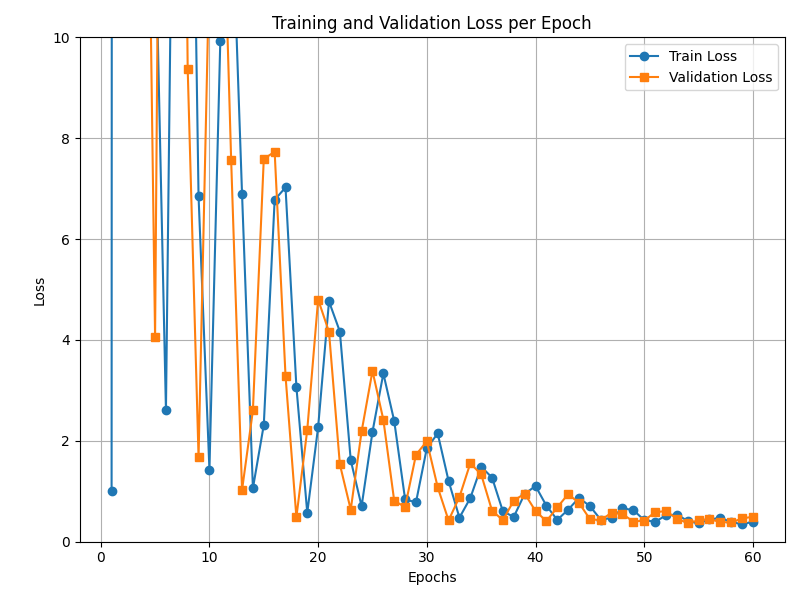 Training and Validation Loss per Epoch
Train Loss
Validation Loss
Loss
10
8
6
4
2
0
0 10 20 30 40 50 60
Epochs